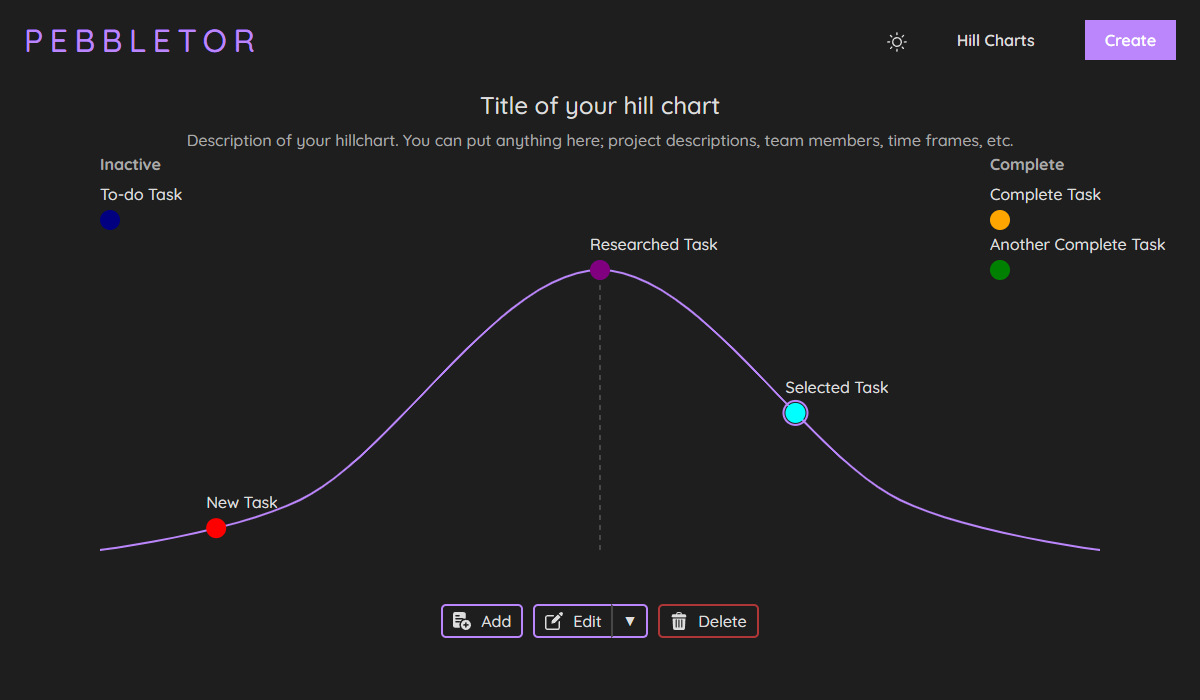 PEBBLETOR
Hill Charts
Create
Title of your hill chart
Description of your hillchart. You can put anything here; project descriptions, team members, time frames, etc.
Inactive
To-do Task
Complete
Complete Task
Another Complete Task
Researched Task
Selected Task
New Task
Add
Edit
Delete